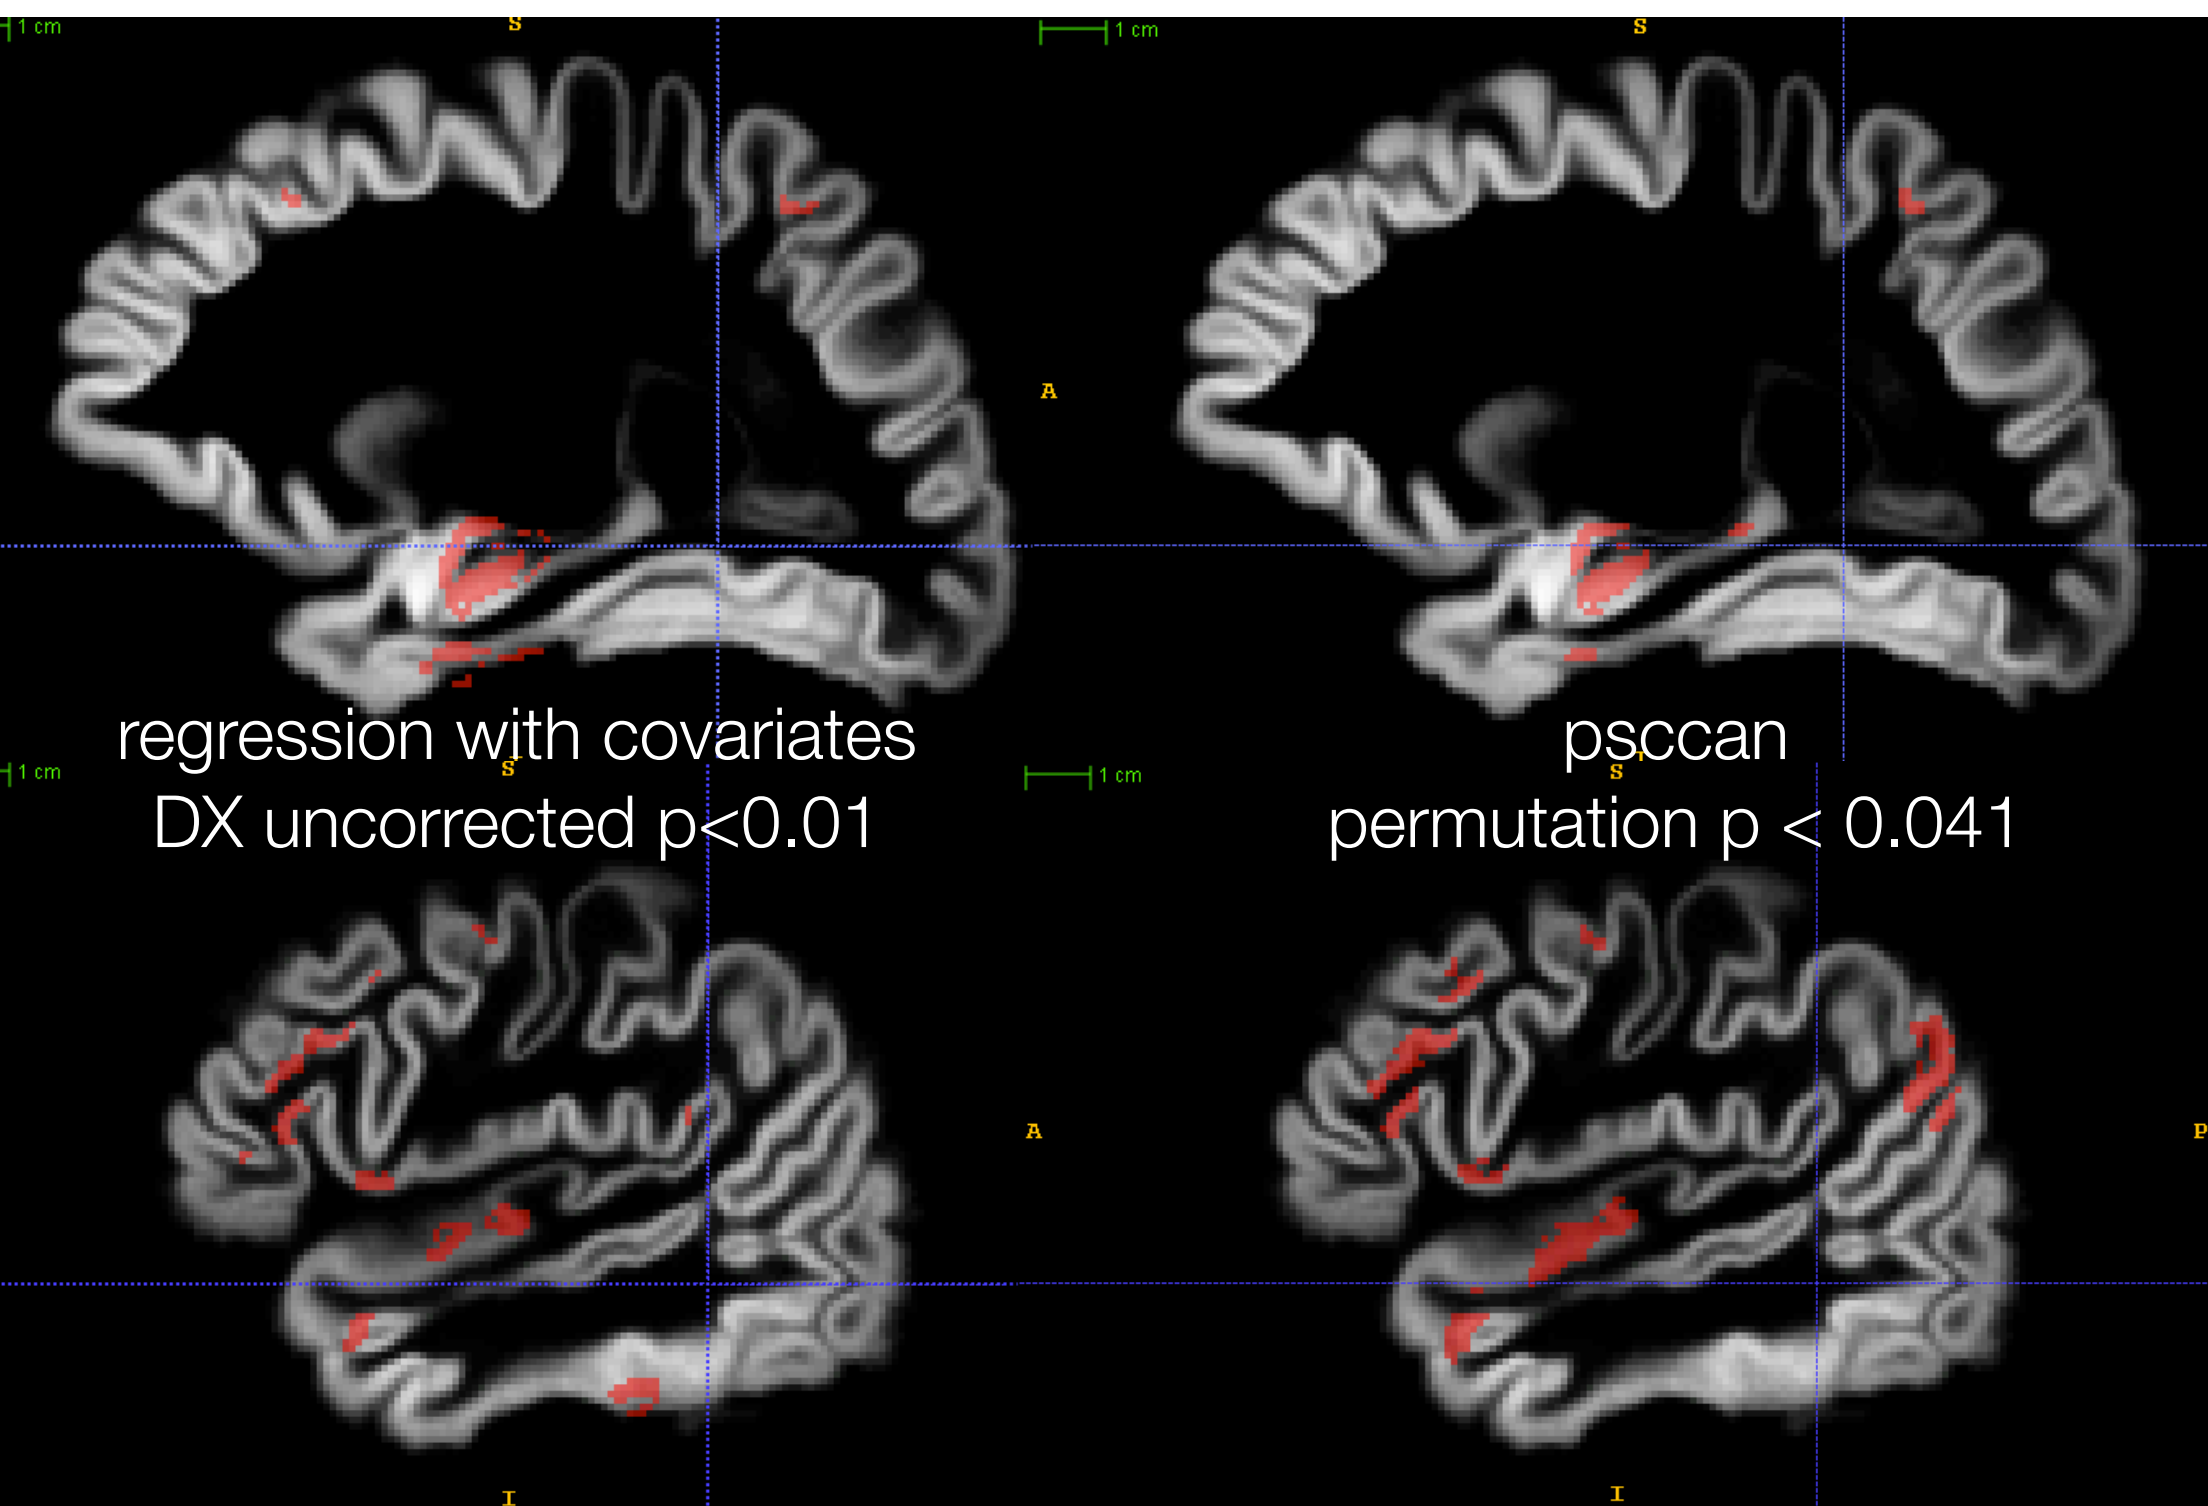 1 cm
S
1 cm
S
A
regression with covariates
DX uncorrected p<0.01
psccan
permutation p < 0.041
1 cm
S
1 cm
S
A
P
I
I